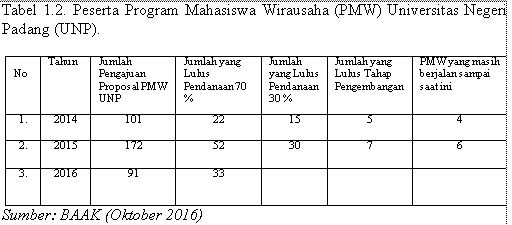 Tabel 1.2. Peserta Program Mahasiswa Wirausaha (PMW) Universitas Negeri
Padang (UNP).
No Tahun Jumlah Pengajuan Proposal PMW UNP Jumlah yang Lulus Pendanaan 70 % Jumlah yang Lulus Pendanaan 30 % Jumlah yang Lulus Tahap Pengembangan PMW yang masih berjalan sampai saat ini
1. 2014 101 22 15 5 4
2. 2015 172 52 30 7 6
3. 2016 91 33
Sumber: BAAK (Oktober 2016)